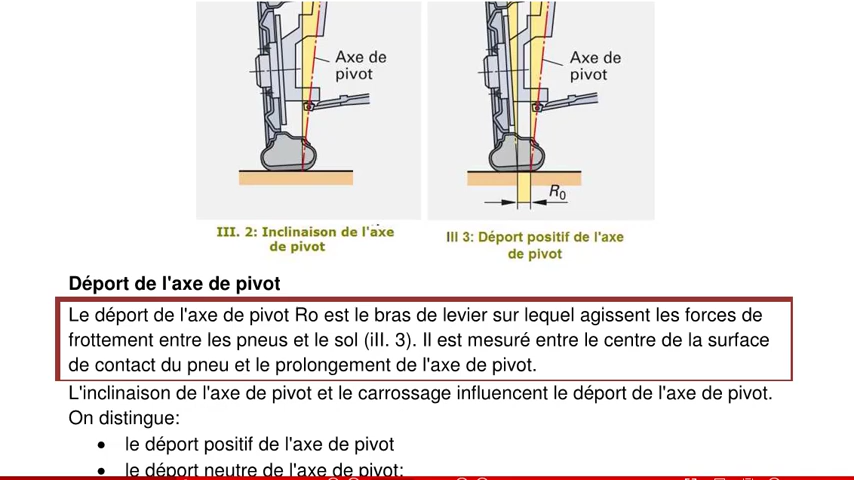 Axe de
pivot
Axe de
pivot
R0
III. 2: Inclinaison de l'axe
de pivot
III 3: Déport positif de l'axe
de pivot
Déport de l'axe de pivot
Le déport de l'axe de pivot Ro est le bras de levier sur lequel agissent les forces de
frottement entre les pneus et le sol (iII. 3). Il est mesuré entre le centre de la surface
de contact du pneu et le prolongement de l'axe de pivot.
L'inclinaison de l'axe de pivot et le carrossage influencent le déport de l'axe de pivot.
On distingue:
• le déport positif de l'axe de pivot
• le déport neutre de l'axe de pivot;